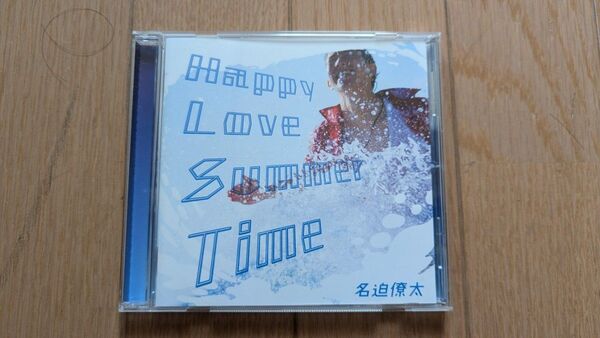 Happy
Love
Summer
Time
名迫僚太